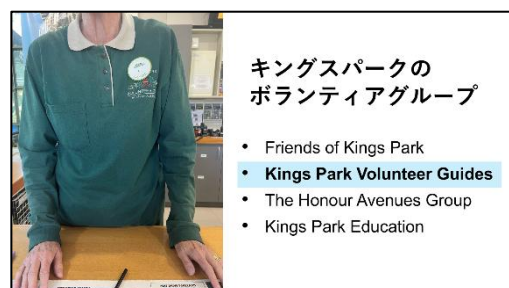 キングスパークの
ボランティアグループ
• Friends of Kings Park
• Kings Park Volunteer Guides
• The Honour Avenues Group
• Kings Park Education